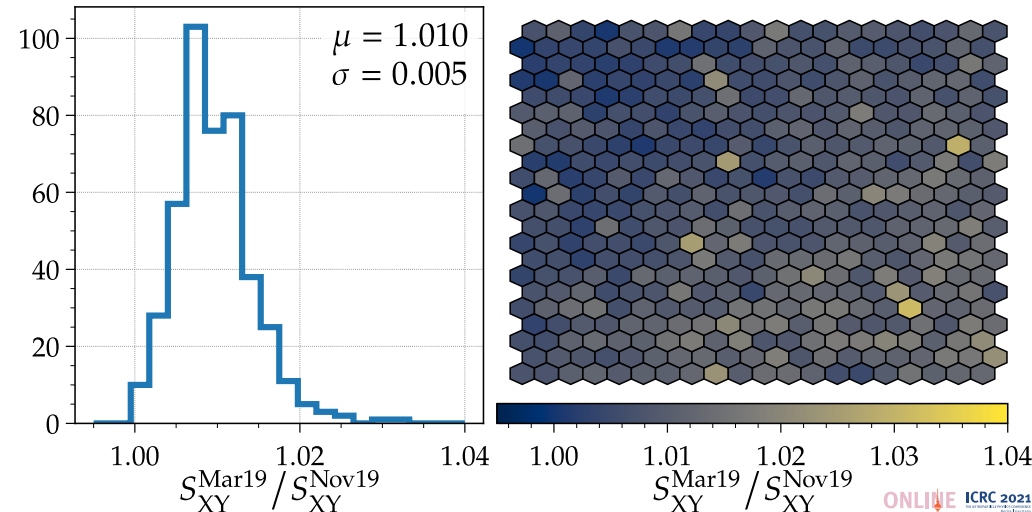 100
80
60
40
20
0
μ = 1.010
σ = 0.005
1.00 1.02 1.04
S_XY^Mar19 / S_XY^Nov19
1.00 1.01 1.02 1.03 1.04
S_XY^Mar19 / S_XY^Nov19
ONLINE ICRC 2021